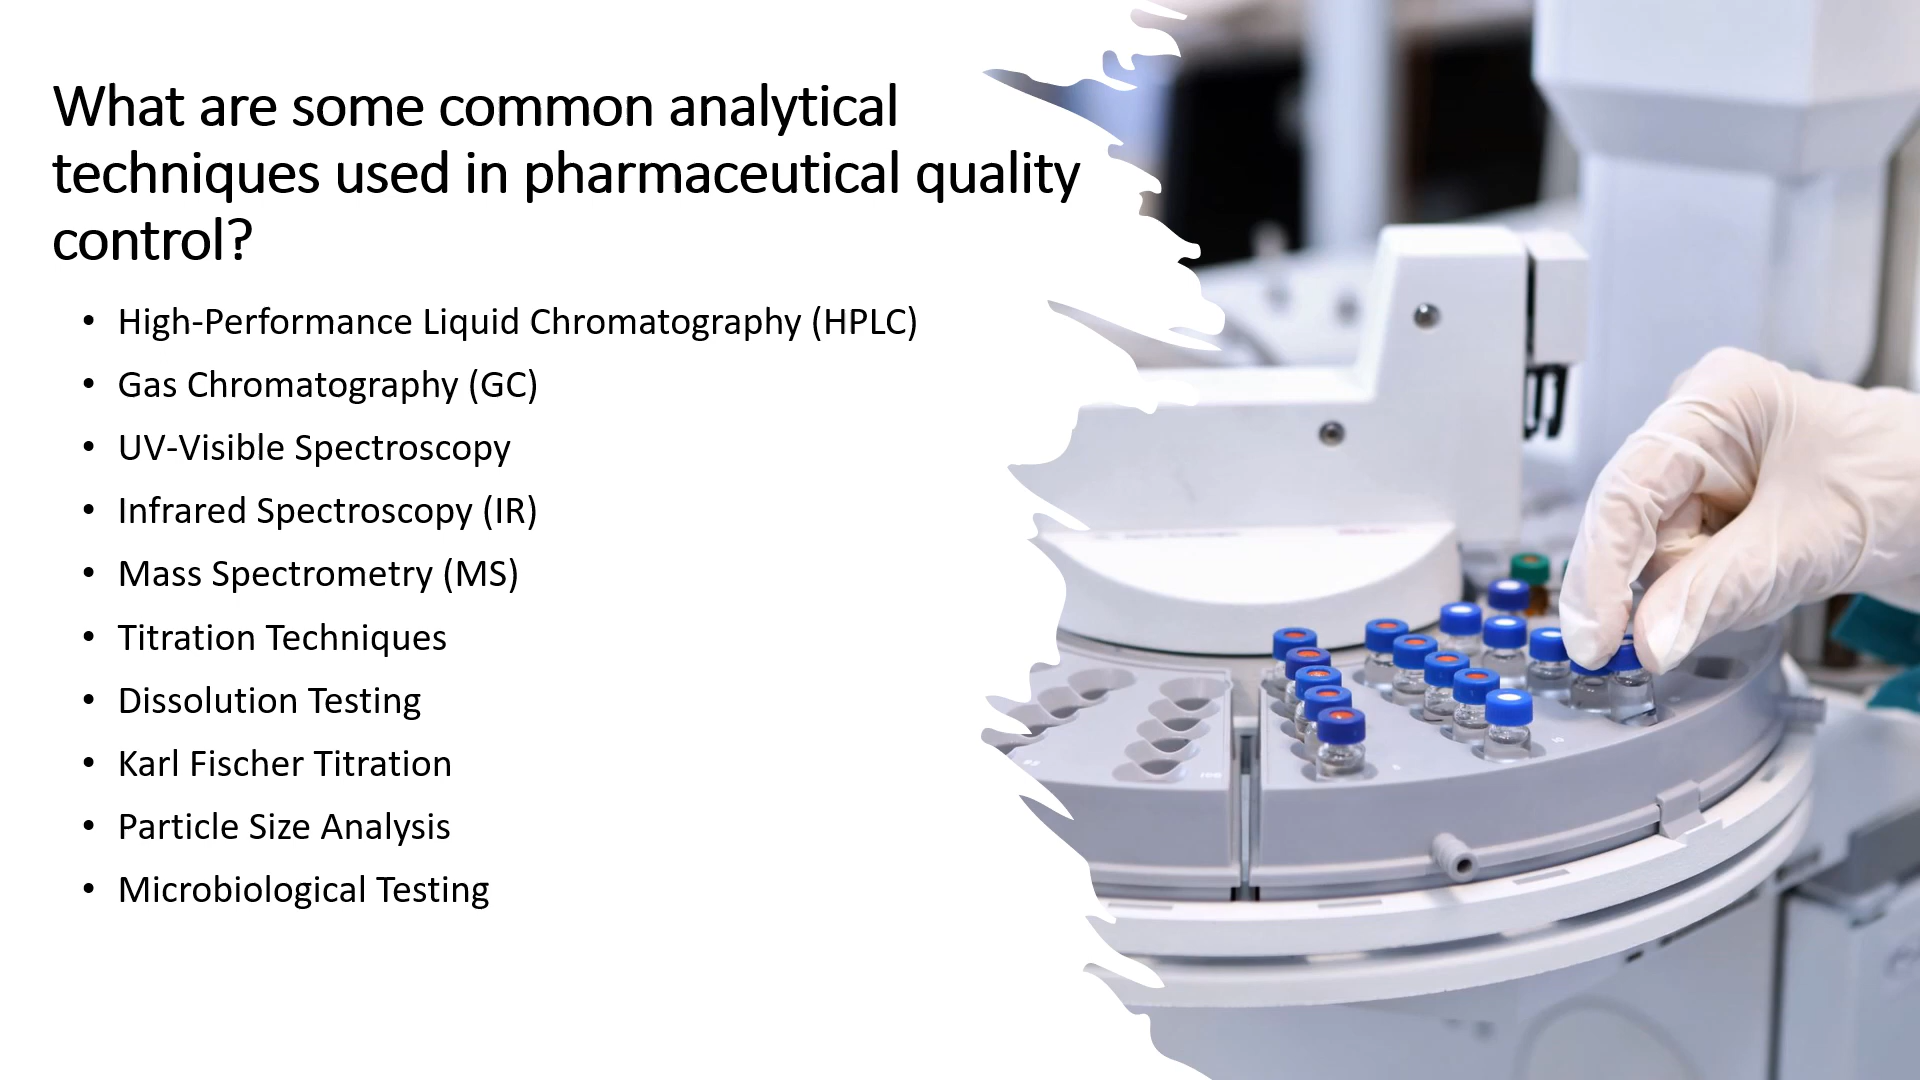 What are some common analytical
techniques used in pharmaceutical quality
control?
• High-Performance Liquid Chromatography (HPLC)
• Gas Chromatography (GC)
• UV-Visible Spectroscopy
• Infrared Spectroscopy (IR)
• Mass Spectrometry (MS)
• Titration Techniques
• Dissolution Testing
• Karl Fischer Titration
• Particle Size Analysis
• Microbiological Testing